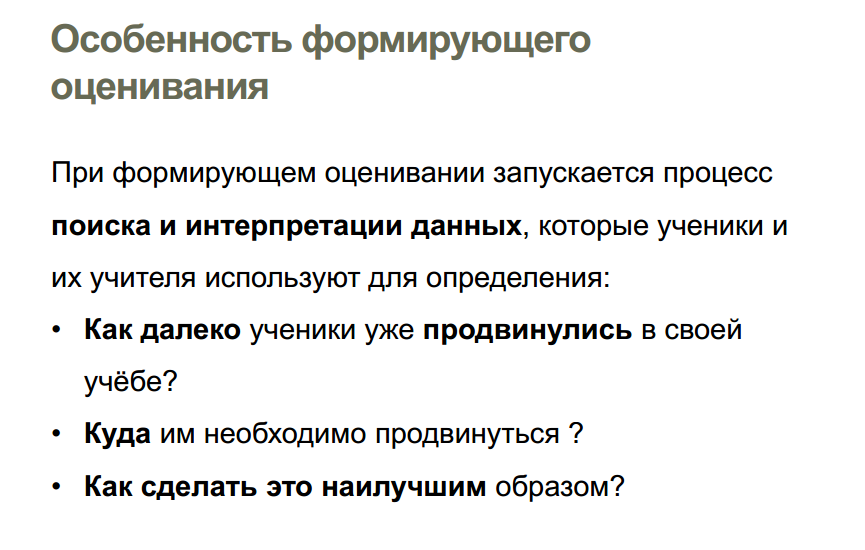 Особенность формирующего
оценивания
При формирующем оценивании запускается процесс
поиска и интерпретации данных, которые ученики и
их учителя используют для определения:
• Как далеко ученики уже продвинулись в своей
учёбе?
• Куда им необходимо продвинуться ?
• Как сделать это наилучшим образом?